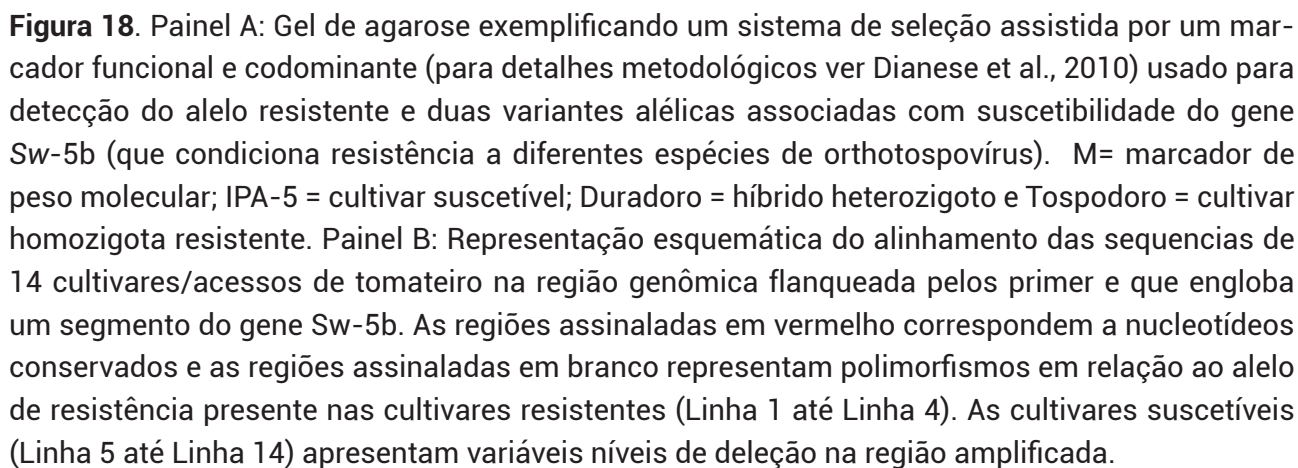 Figura 18. Painel A: Gel de agarose exemplificando um sistema de seleção assistida por um mar-
cador funcional e codominante (para detalhes metodológicos ver Dianese et al., 2010) usado para
detecção do alelo resistente e duas variantes alélicas associadas com suscetibilidade do gene
Sw-5b (que condiciona resistência a diferentes espécies de orthotospovírus). M= marcador de
peso molecular; IPA-5 = cultivar suscetível; Duradoro = híbrido heterozigoto e Tospodoro = cultivar
homozigota resistente. Painel B: Representação esquemática do alinhamento das sequencias de
14 cultivares/acessos de tomateiro na região genômica flanqueada pelos primer e que engloba
um segmento do gene Sw-5b. As regiões assinaladas em vermelho correspondem a nucleotídeos
conservados e as regiões assinaladas em branco representam polimorfismos em relação ao alelo
de resistência presente nas cultivares resistentes (Linha 1 até Linha 4). As cultivares suscetíveis
(Linha 5 até Linha 14) apresentam variáveis níveis de deleção na região amplificada.